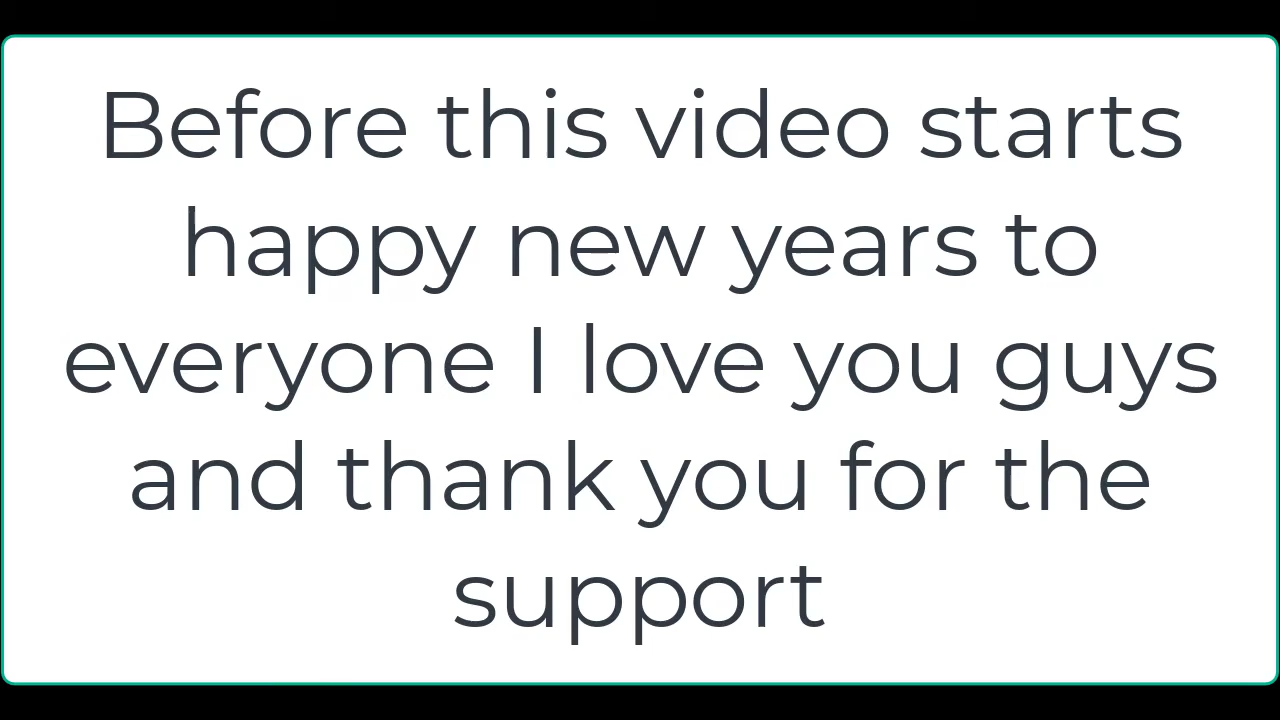 Before this video starts
happy new years to
everyone I love you guys
and thank you for the
support